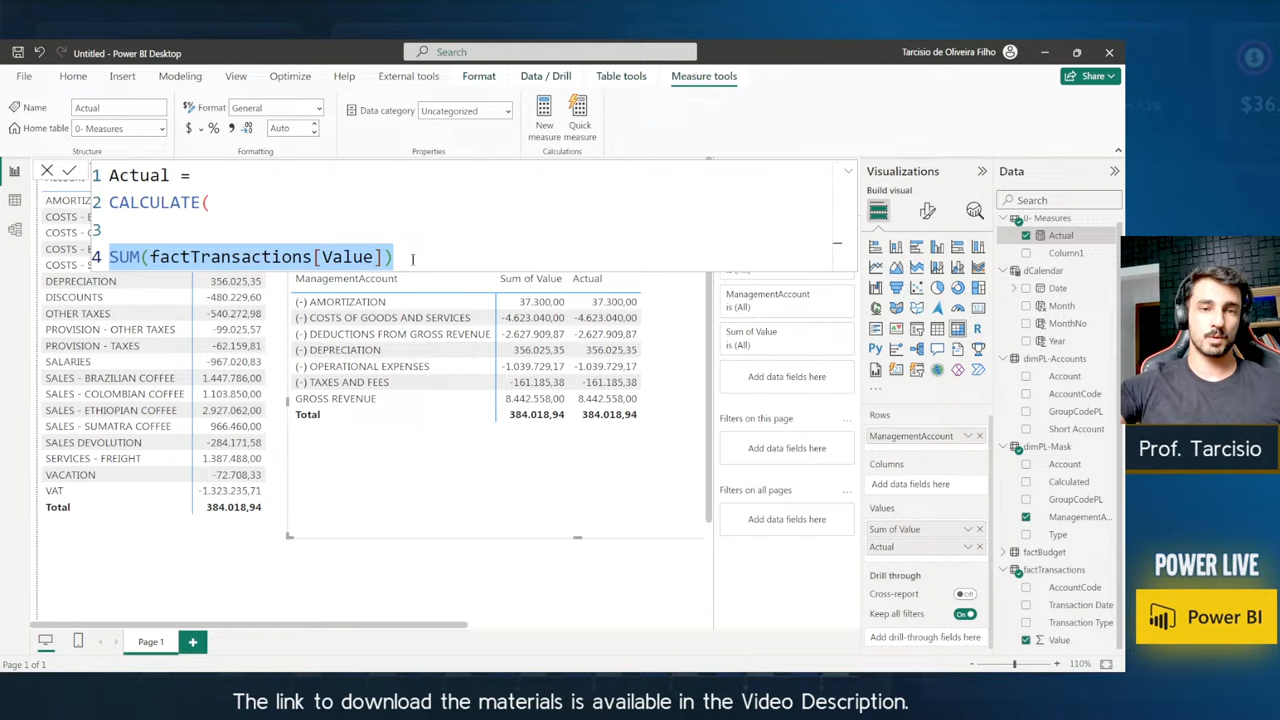 Untitled - Power BI Desktop
Search
Tarcisio de Oliveira Filho
File Home Insert Modeling View Optimize Help External tools Format Data / Drill Table tools Measure tools
Share
Name Actual
Home table 0- Measures
Structure
Format General
$ % Auto
Formatting
Data category Uncategorized
Properties
New measure
Quick measure
Calculations
1 Actual =
2 CALCULATE(
3
4 SUM(factTransactions[Value])
COSTS - E
COSTS - 
COSTS - E
COSTS - 
DEPRECIATION 356.025,35
DISCOUNTS -480.229,60
OTHER TAXES -540.272,98
PROVISION - OTHER TAXES -99.025,57
PROVISION - TAXES -62.159,81
SALARIES -967.020,83
SALES - BRAZILIAN COFFEE 1.447.786,00
SALES - COLOMBIAN COFFEE 1.103.850,00
SALES - ETHIOPIAN COFFEE 2.927.062,00
SALES - SUMATRA COFFEE 966.460,00
SALES DEVOLUTION -284.171,58
SERVICES - FREIGHT 1.387.488,00
VACATION -72.708,33
VAT -1.323.235,71
Total 384.018,94
ManagementAccount Sum of Value Actual
(-) AMORTIZATION 37.300,00 37.300,00
(-) COSTS OF GOODS AND SERVICES -4.623.040,00 -4.623.040,00
(-) DEDUCTIONS FROM GROSS REVENUE -2.627.909,87 -2.627.909,87
(-) DEPRECIATION 356.025,35 356.025,35
(-) OPERATIONAL EXPENSES -1.039.729,17 -1.039.729,17
(-) TAXES AND FEES -161.185,38 -161.185,38
GROSS REVENUE 8.442.558,00 8.442.558,00
Total 384.018,94 384.018,94
ManagementAccount
is (All)
Sum of Value
is (All)
Add data fields here
Filters on this page ...
Add data fields here
Filters on all pages ...
Add data fields here
Visualizations
Build visual
R
Py
...
Rows
ManagementAccount
Columns
Add data fields here
Values
Sum of Value
Actual
Drill through
Cross-report Off
Keep all filters On
Add drill-through fields here
Data
Search
0- Measures
Actual
Column1
dCalendar
Date
Month
MonthNo
Year
dimPL-Accounts
Account
AccountCode
GroupCodePL
Short Account
dimPL-Mask
Account
Calculated
GroupCodePL
ManagementA...
Type
factBudget
factTransactions
AccountCode
Transaction Date
Transaction Type
Value
Page 1
Page 1 of 1
110%
Prof. Tarcisio
POWER LIVE
Power BI
The link to download the materials is available in the Video Description.